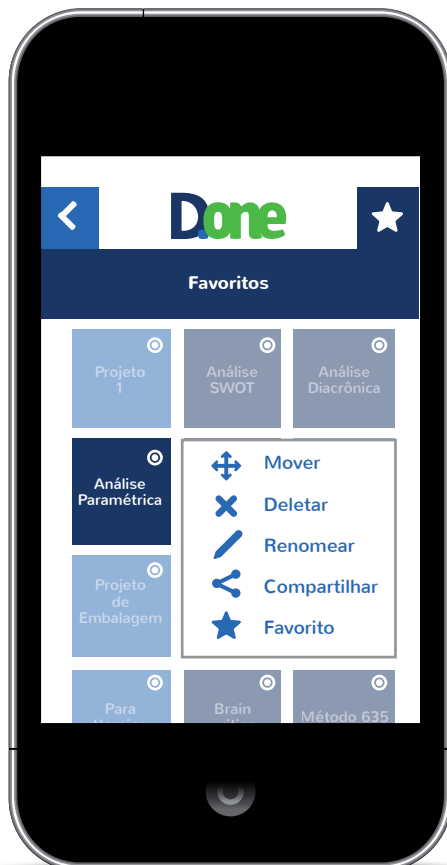 D.one
Favoritos
Projeto
1
Análise
SWOT
Análise
Diacrônica
Análise
Paramétrica
Mover
Deletar
Renomear
Compartilhar
Favorito
Projeto
de
Embalagem
Para
Brain
Método 635